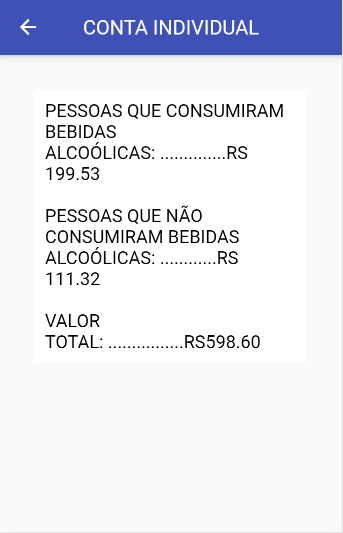 CONTA INDIVIDUAL
PESSOAS QUE CONSUMIRAM
BEBIDAS
ALCOÓLICAS: ..............RS
199.53
PESSOAS QUE NÃO
CONSUMIRAM BEBIDAS
ALCOÓLICAS: ............RS
111.32
VALOR
TOTAL: ................RS598.60